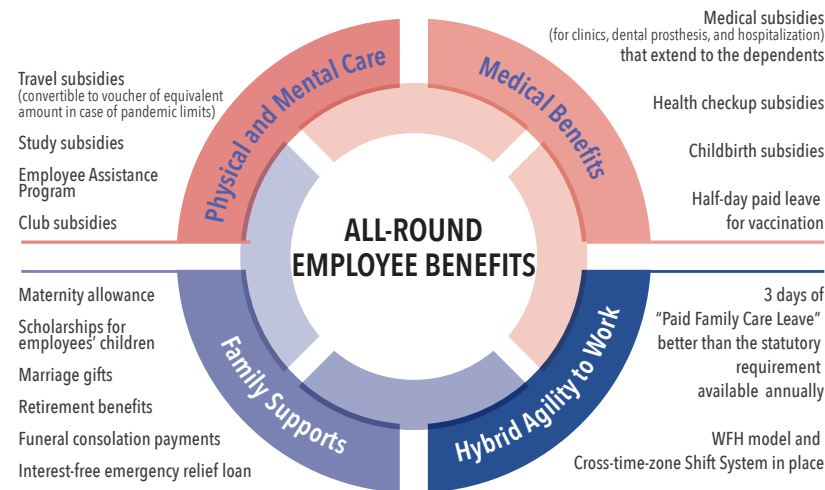 ALL-ROUND
EMPLOYEE BENEFITS
Physical and Mental Care
Travel subsidies
(convertible to voucher of equivalent
amount in case of pandemic limits)
Study subsidies
Employee Assistance
Program
Club subsidies
Medical Benefits
Medical subsidies
(for clinics, dental prosthesis, and hospitalization)
that extend to the dependents
Health checkup subsidies
Childbirth subsidies
Half-day paid leave
for vaccination
Family Supports
Maternity allowance
Scholarships for
employees' children
Marriage gifts
Retirement benefits
Funeral consolation payments
Interest-free emergency relief loan
Hybrid Agility to Work
3 days of
“Paid Family Care Leave”
better than the statutory
requirement
available annually
WFH model and
Cross-time-zone Shift System in place